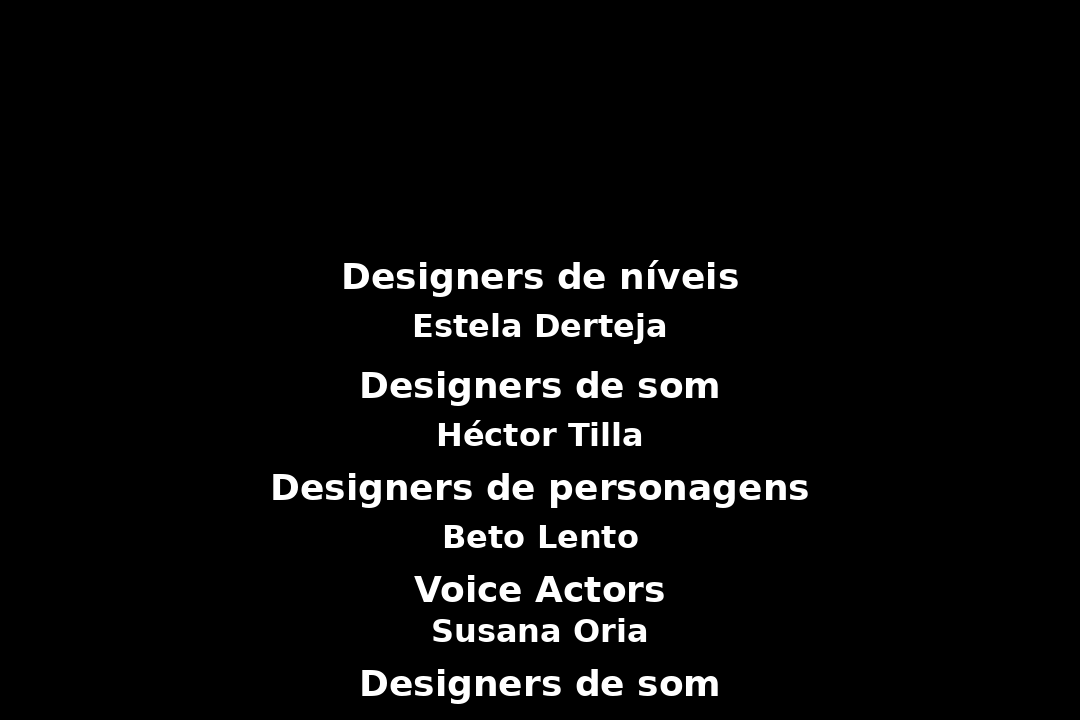 Designers de níveis
Estela Derteja
Designers de som
Héctor Tilla
Designers de personagens
Beto Lento
Voice Actors
Susana Oria
Designers de som